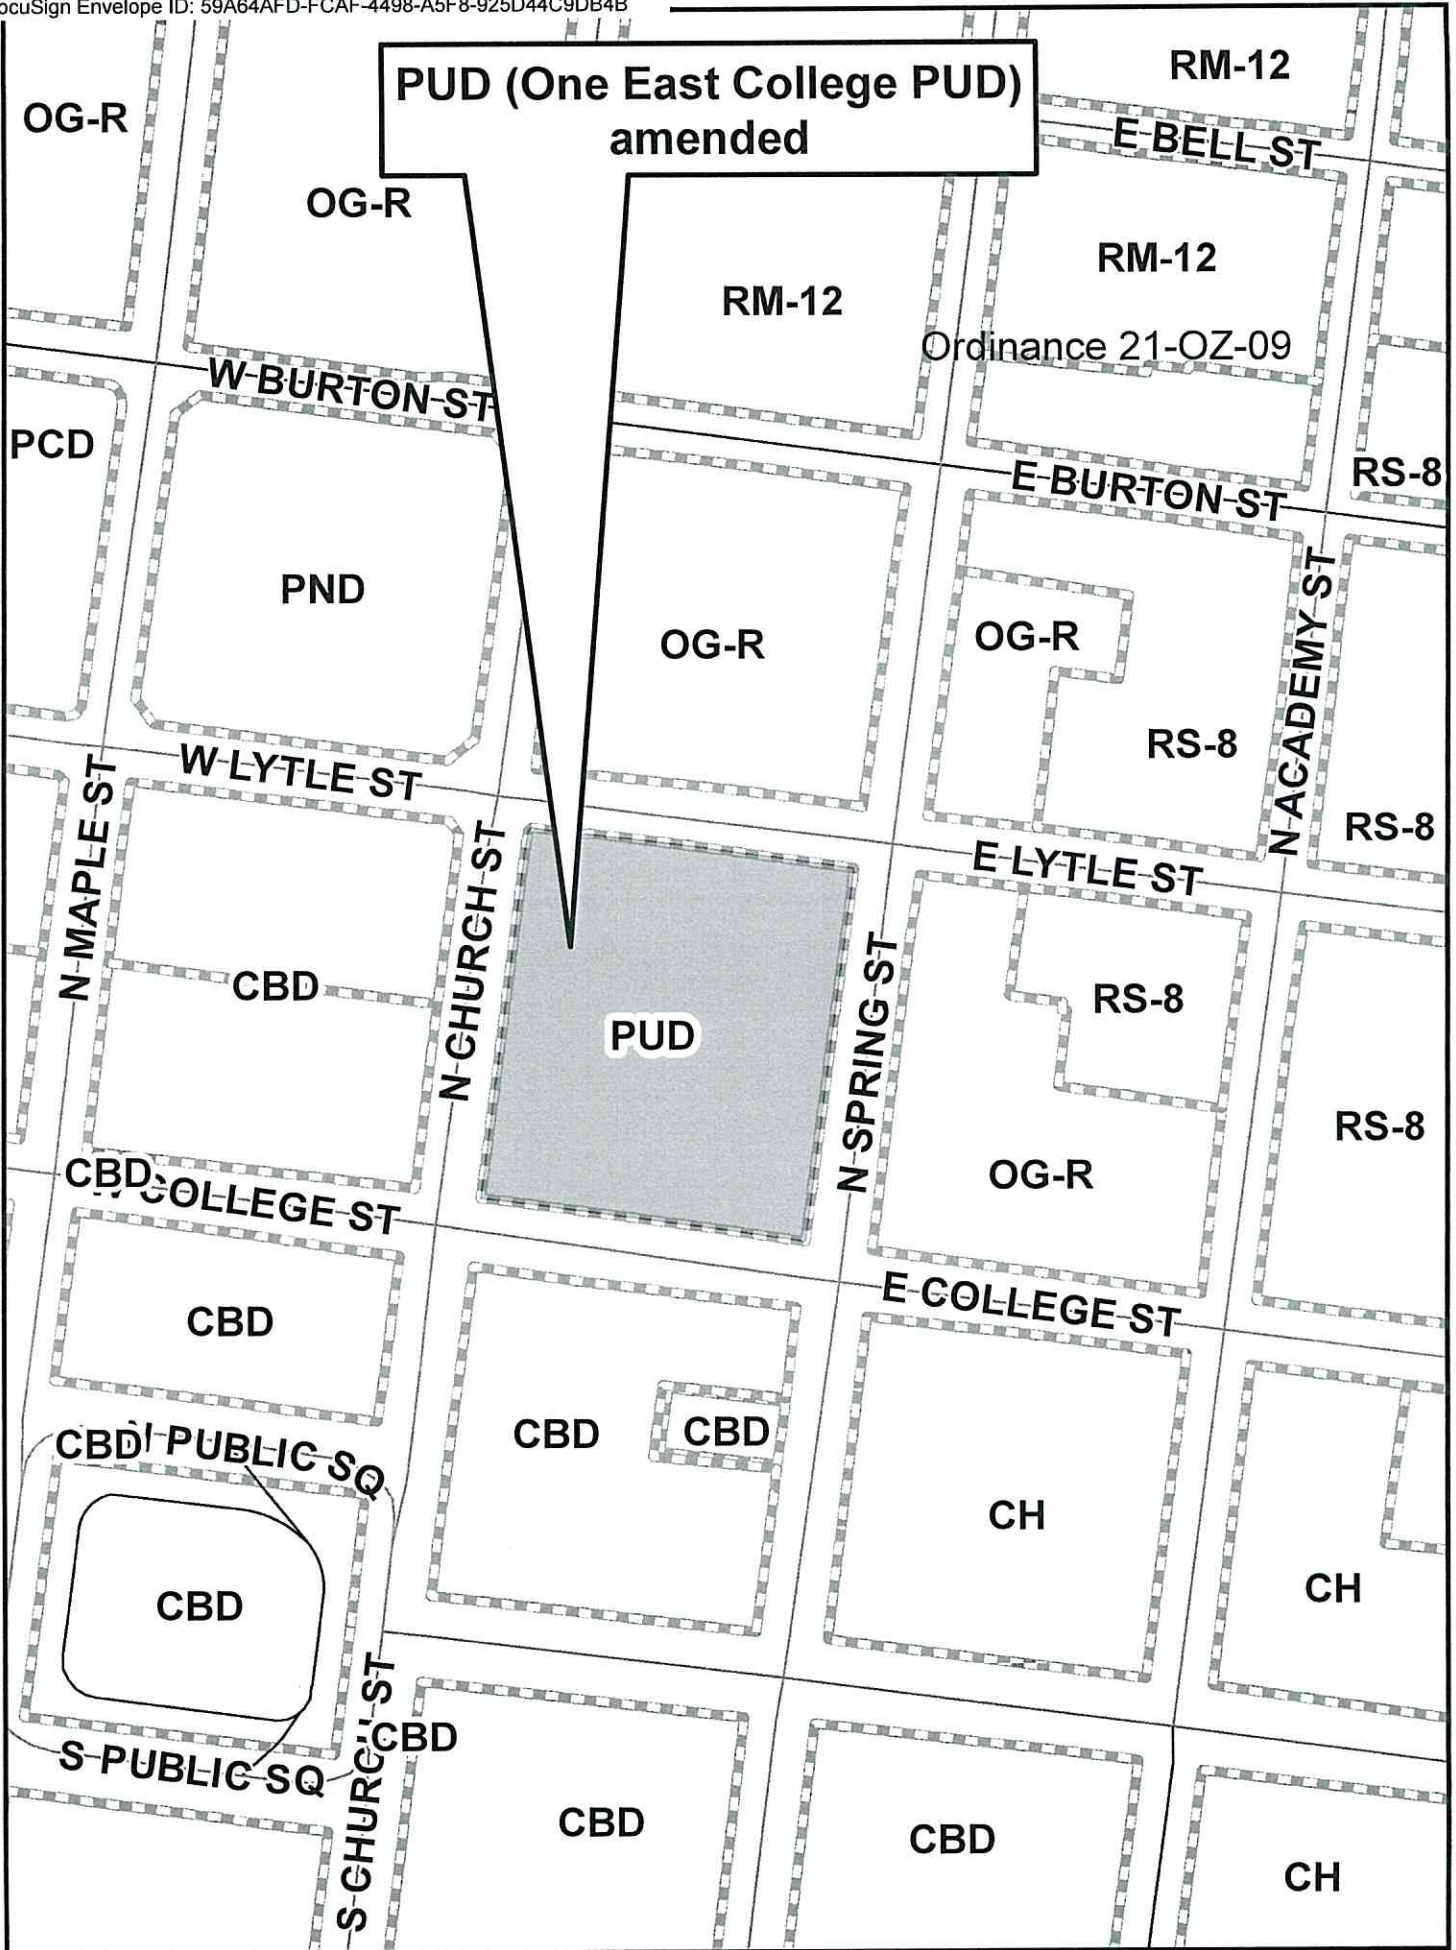 ocuSign Envelope ID: 59A64AFD-FCAF-4498-A5F8-925D44C9DB4B
PUD (One East College PUD)
amended
RM-12
OG-R
E BELL ST
OG-R
RM-12
RM-12
Ordinance 21-OZ-09
W BURTON ST
PCD
RS-8
E BURTON ST
PND
OG-R
OG-R
N ACADEMY ST
RS-8
W LYTLE ST
N MAPLE ST
RS-8
E LYTLE ST
N CHURCH ST
CBD
PUD
N SPRING ST
RS-8
RS-8
CBD
COLLEGE ST
OG-R
E COLLEGE ST
CBD
CBD
CBD
CBD
PUBLIC SQ
CH
CBD
CH
S PUBLIC SQ
S CHURCH ST
CBD
CBD
CBD
CH